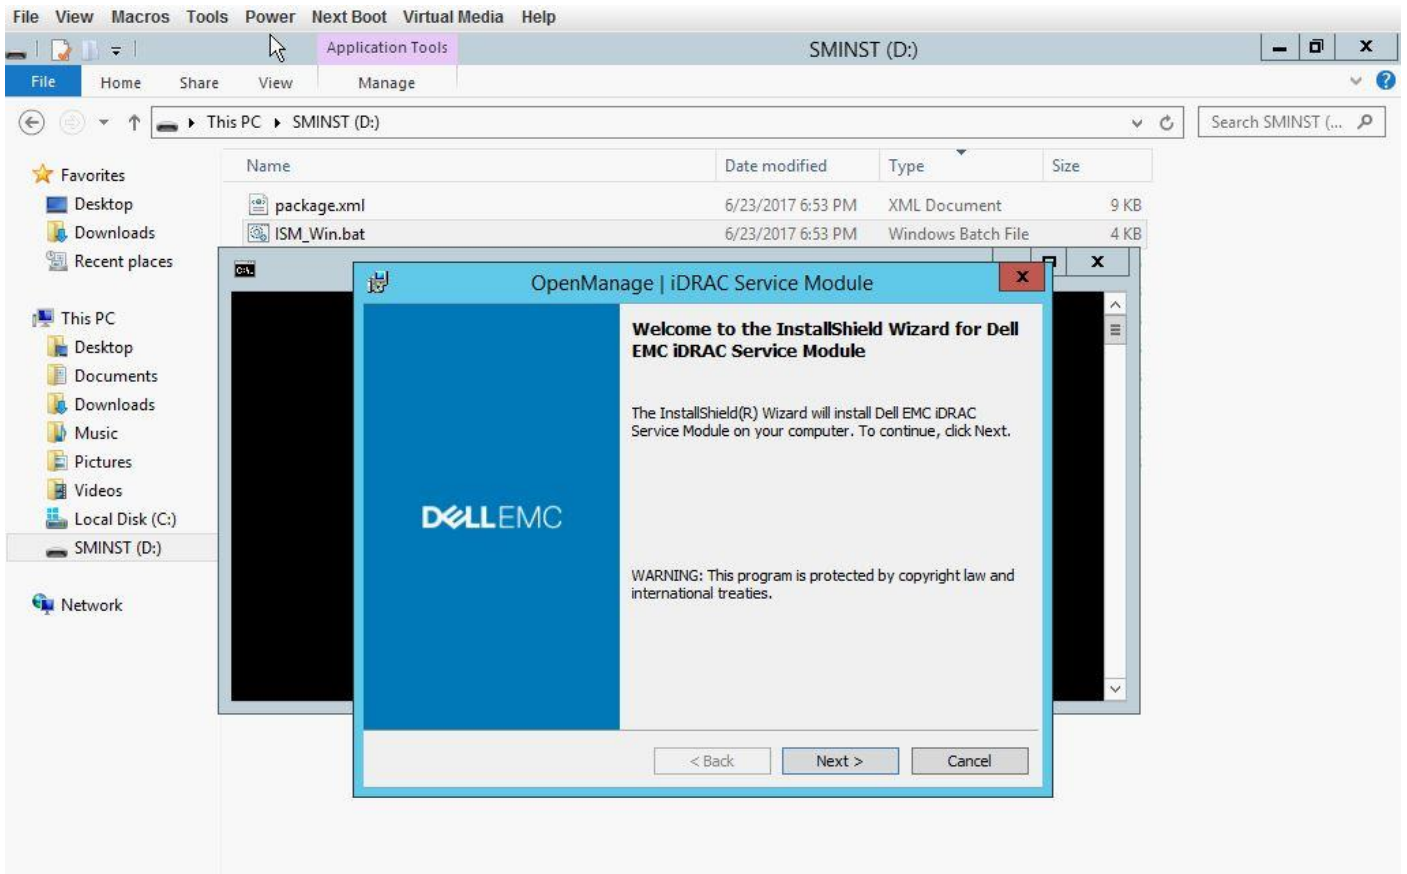 File View Macros Tools Power Next Boot Virtual Media Help
Application Tools SMINST (D:)
File Home Share View Manage
This PC SMINST (D:) Search SMINST (...
Favorites
Desktop
Downloads
Recent places
This PC
Desktop
Documents
Downloads
Music
Pictures
Videos
Local Disk (C:)
SMINST (D:)
Network
Name Date modified Type Size
package.xml 6/23/2017 6:53 PM XML Document 9 KB
ISM_Win.bat 6/23/2017 6:53 PM Windows Batch File 4 KB
OpenManage | iDRAC Service Module
Welcome to the InstallShield Wizard for Dell
EMC iDRAC Service Module
The InstallShield(R) Wizard will install Dell EMC iDRAC
Service Module on your computer. To continue, click Next.
DELLEMC
WARNING: This program is protected by copyright law and
international treaties.
< Back Next > Cancel